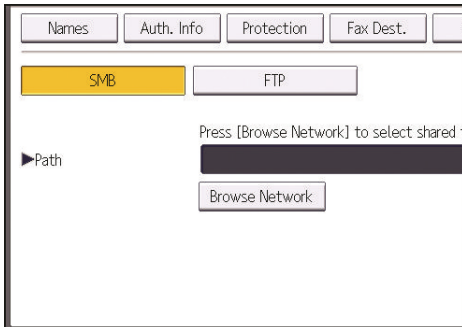 Names Auth. Info Protection Fax Dest.
SMB FTP
Press [Browse Network] to select shared
▶Path
Browse Network